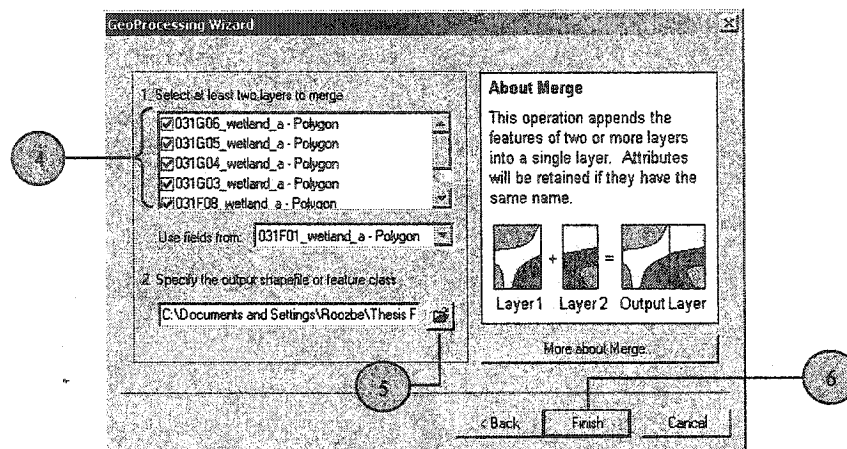 GeoProcessing Wizard
1. Select at least two layers to merge
031G06_wetland_a - Polygon
031G05_wetland_a - Polygon
031G04_wetland_a - Polygon
031G03_wetland_a - Polygon
031F08_wetland_a - Polygon
4
Use fields from: 031F01_wetland_a - Polygon
2. Specify the output shapefile or feature class
C:\Documents and Settings\Roozbe\Thesis F
5
About Merge
This operation appends the
features of two or more layers
into a single layer. Attributes
will be retained if they have the
same name.
+ =
Layer 1 Layer 2 Output Layer
More about Merge
6
< Back Finish Cancel